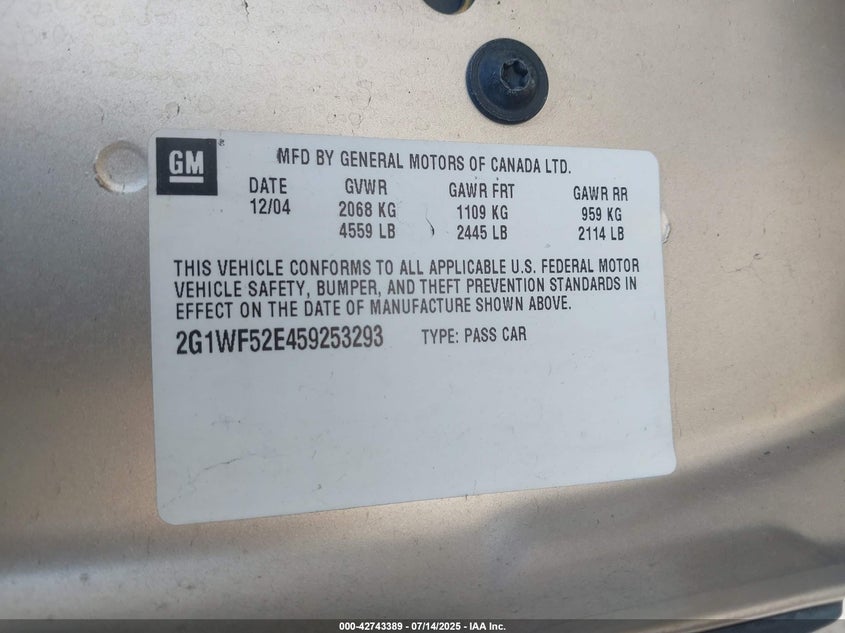 GM
MFD BY GENERAL MOTORS OF CANADA LTD.
DATE GVWR GAWR FRT GAWR RR
12/04 2068 KG 1109 KG 959 KG
4559 LB 2445 LB 2114 LB
THIS VEHICLE CONFORMS TO ALL APPLICABLE U.S. FEDERAL MOTOR
VEHICLE SAFETY, BUMPER, AND THEFT PREVENTION STANDARDS IN
EFFECT ON THE DATE OF MANUFACTURE SHOWN ABOVE.
2G1WF52E459253293 TYPE: PASS CAR
000-42743389 - 07/14/2025 - IAA Inc.